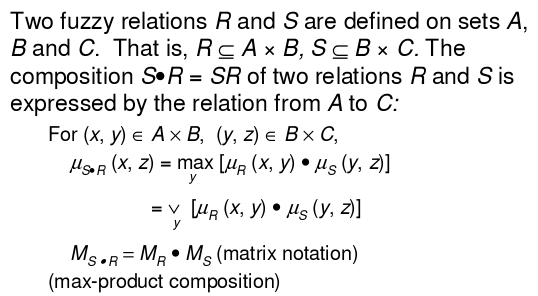 Two fuzzy relations R and S are defined on sets A,
B and C. That is, R ⊆ A × B, S ⊆ B × C. The
composition S•R = SR of two relations R and S is
expressed by the relation from A to C:
For (x, y) ∈ A × B, (y, z) ∈ B × C,
μS•R (x, z) = max [μR (x, y) • μS (y, z)]
y
= ∨ [μR (x, y) • μS (y, z)]
y
MS•R = MR • MS (matrix notation)
(max-product composition)